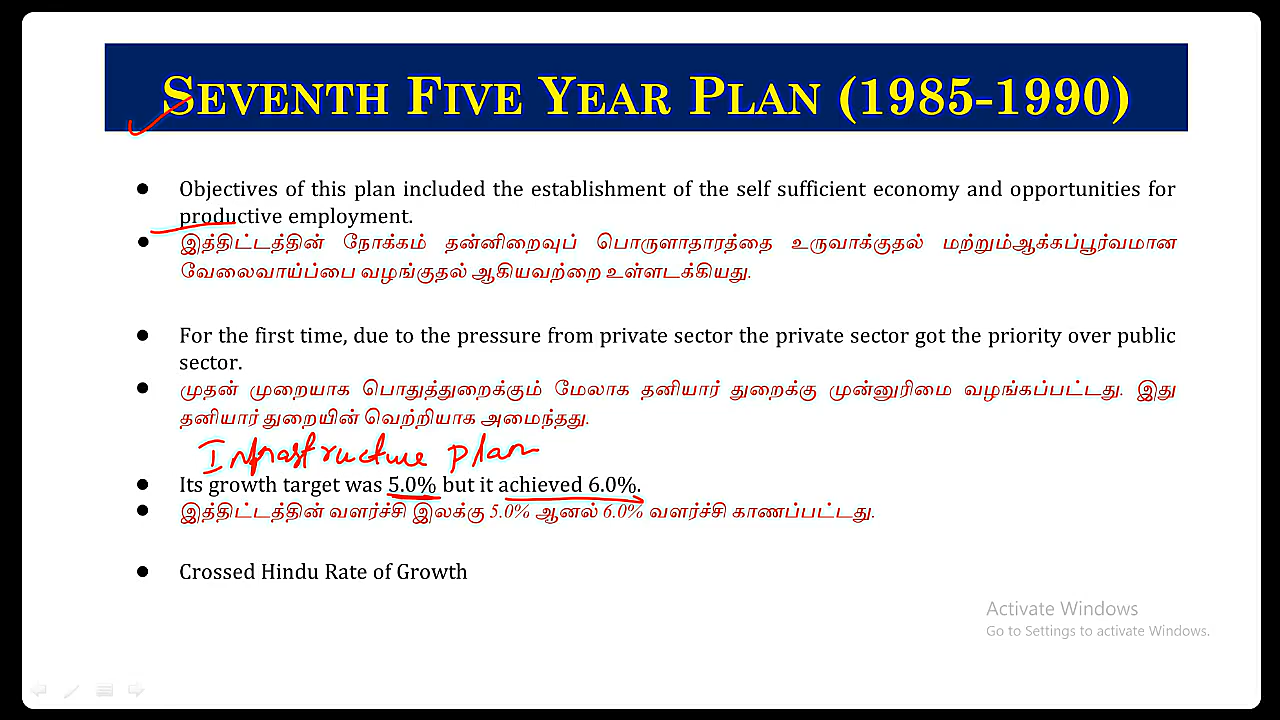 SEVENTH FIVE YEAR PLAN (1985-1990)
● Objectives of this plan included the establishment of the self sufficient economy and opportunities for
productive employment.
● இத்திட்டத்தின் நோக்கம் தன்னிறைவுப் பொருளாதாரத்தை உருவாக்குதல் மற்றும்ஆக்கப்பூர்வமான
வேலைவாய்ப்பை வழங்குதல் ஆகியவற்றை உள்ளடக்கியது.
● For the first time, due to the pressure from private sector the private sector got the priority over public
sector.
● முதன் முறையாக பொதுத்துறைக்கும் மேலாக தனியார் துறைக்கு முன்னுரிமை வழங்கப்பட்டது. இது
தனியார் துறையின் வெற்றியாக அமைந்தது.
Infrastructure plan
● Its growth target was 5.0% but it achieved 6.0%.
● இத்திட்டத்தின் வளர்ச்சி இலக்கு 5.0% ஆனல் 6.0% வளர்ச்சி காணப்பட்டது.
● Crossed Hindu Rate of Growth
Activate Windows
Go to Settings to activate Windows.